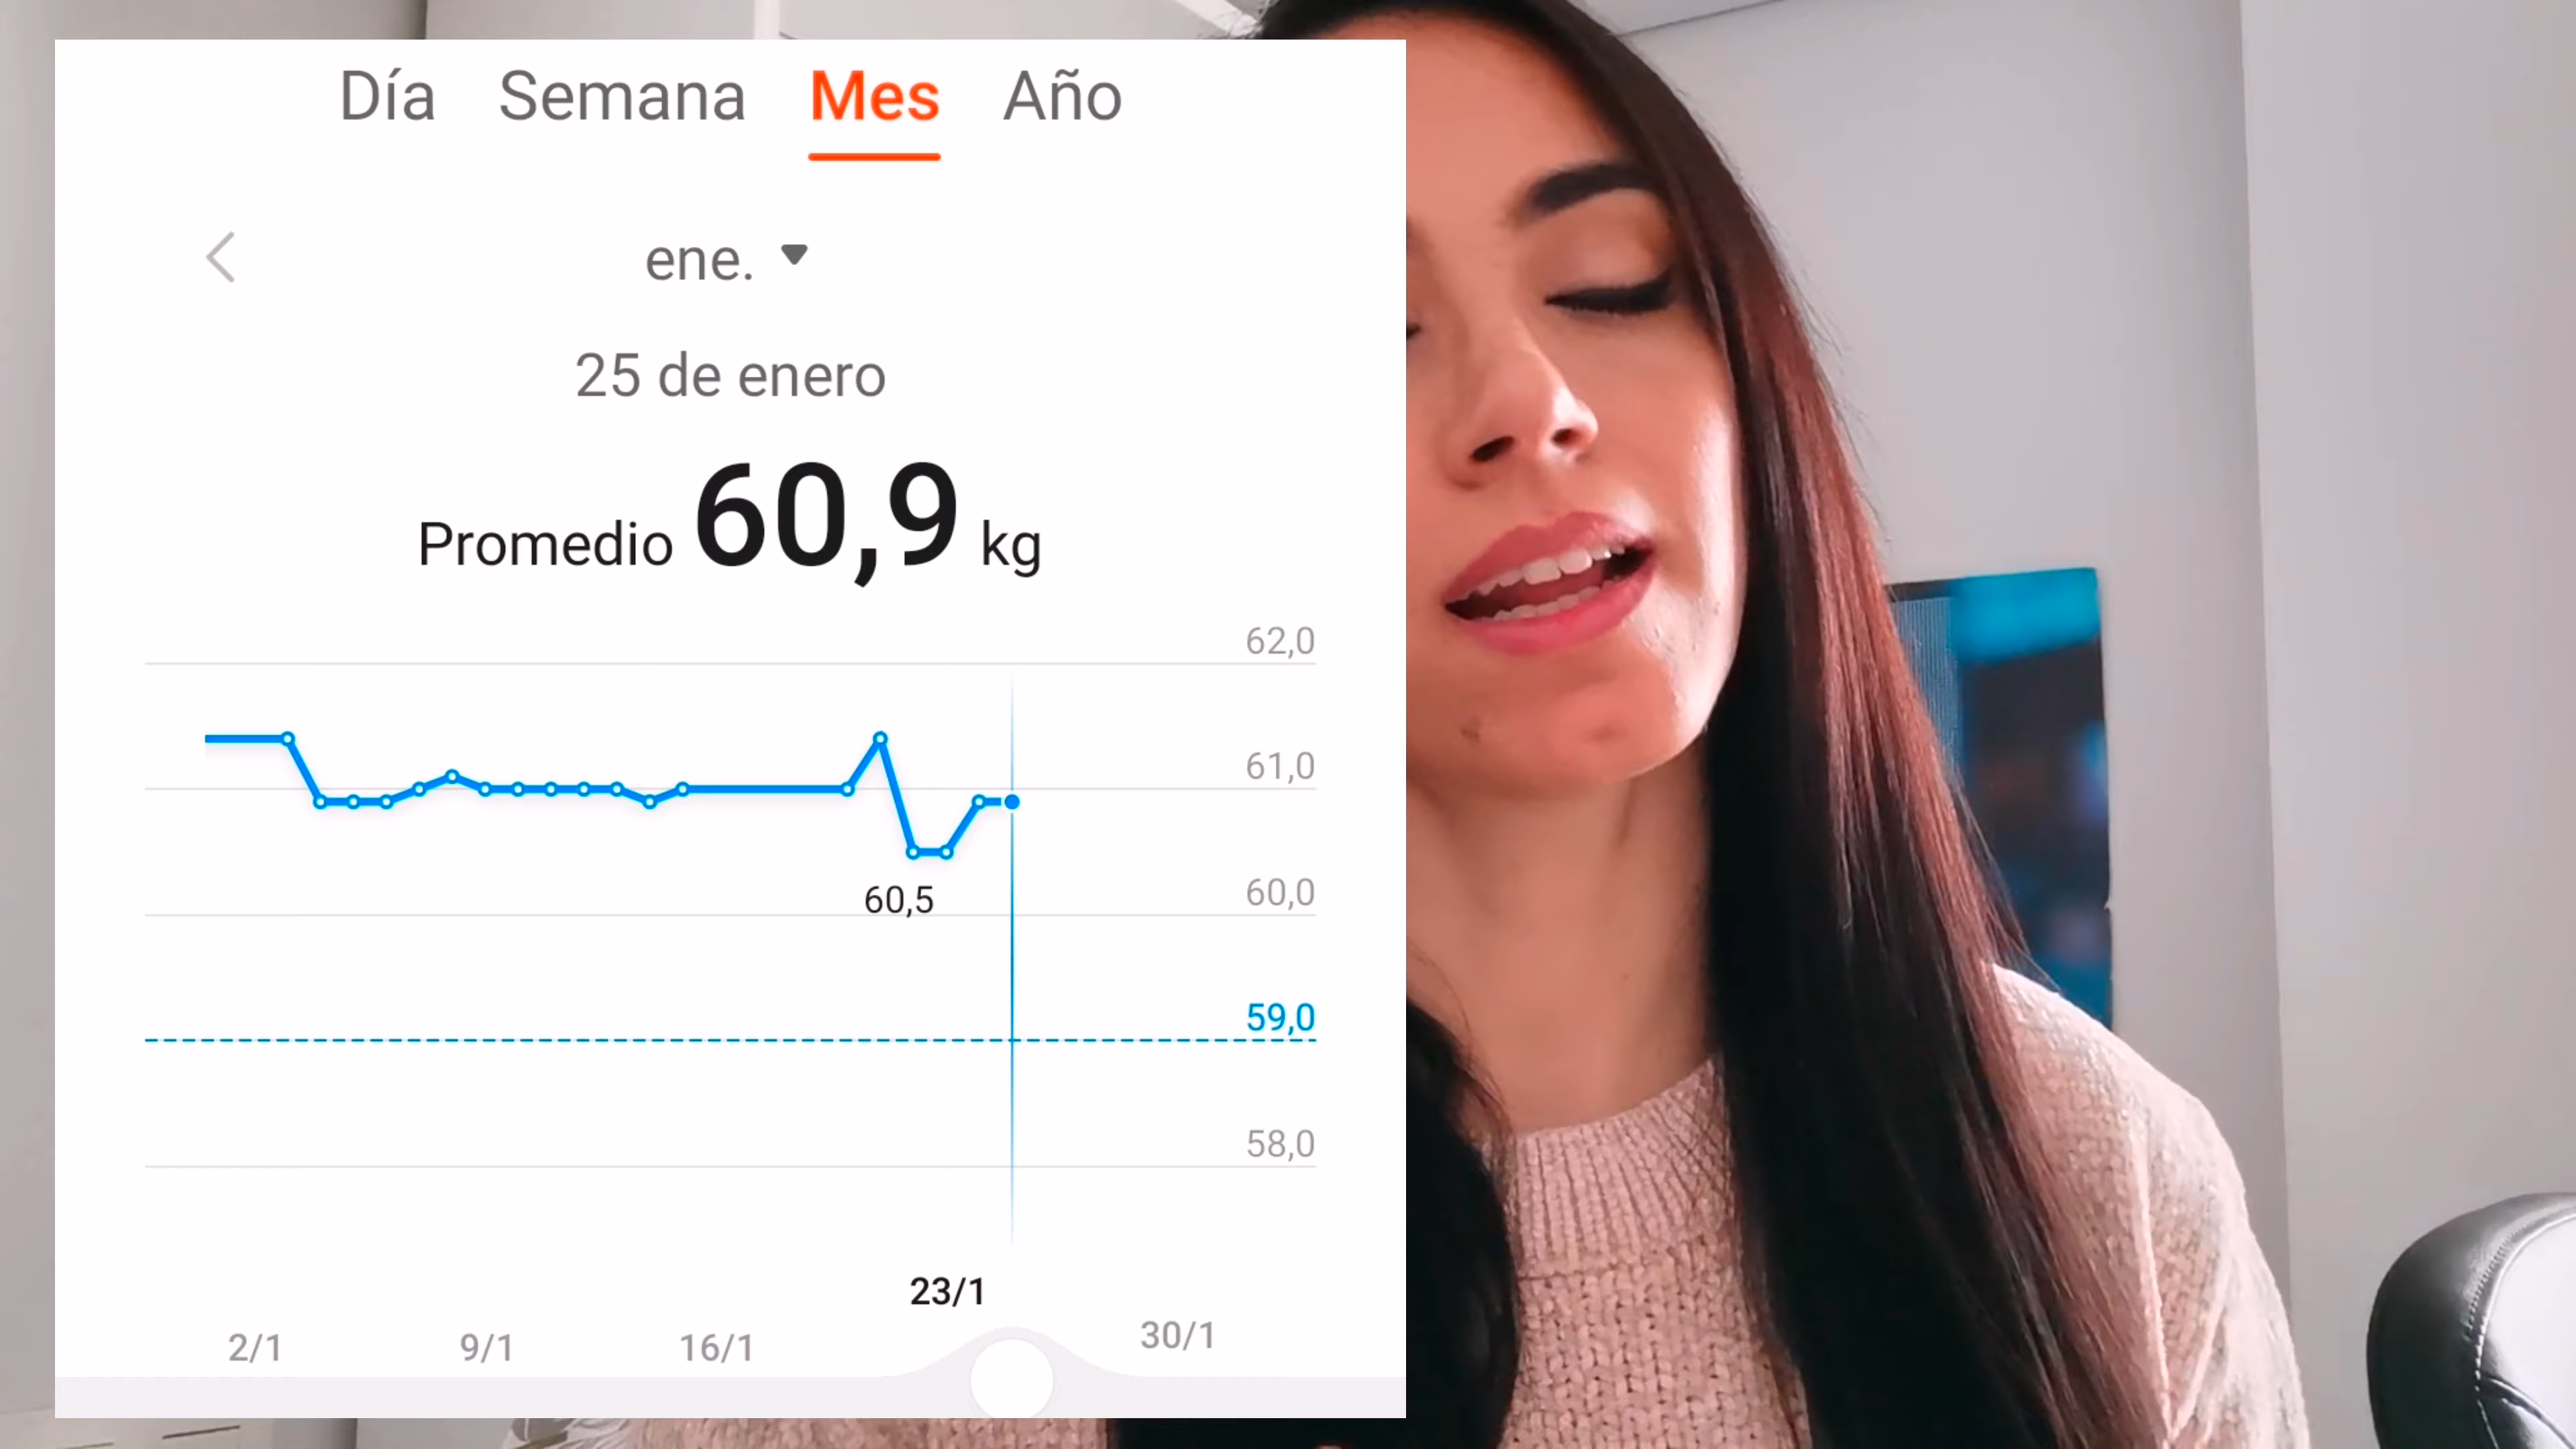 Día Semana Mes Año
ene.
25 de enero
Promedio 60,9 kg
62,0
61,0
60,0
60,5
59,0
58,0
23/1
2/1 9/1 16/1 30/1